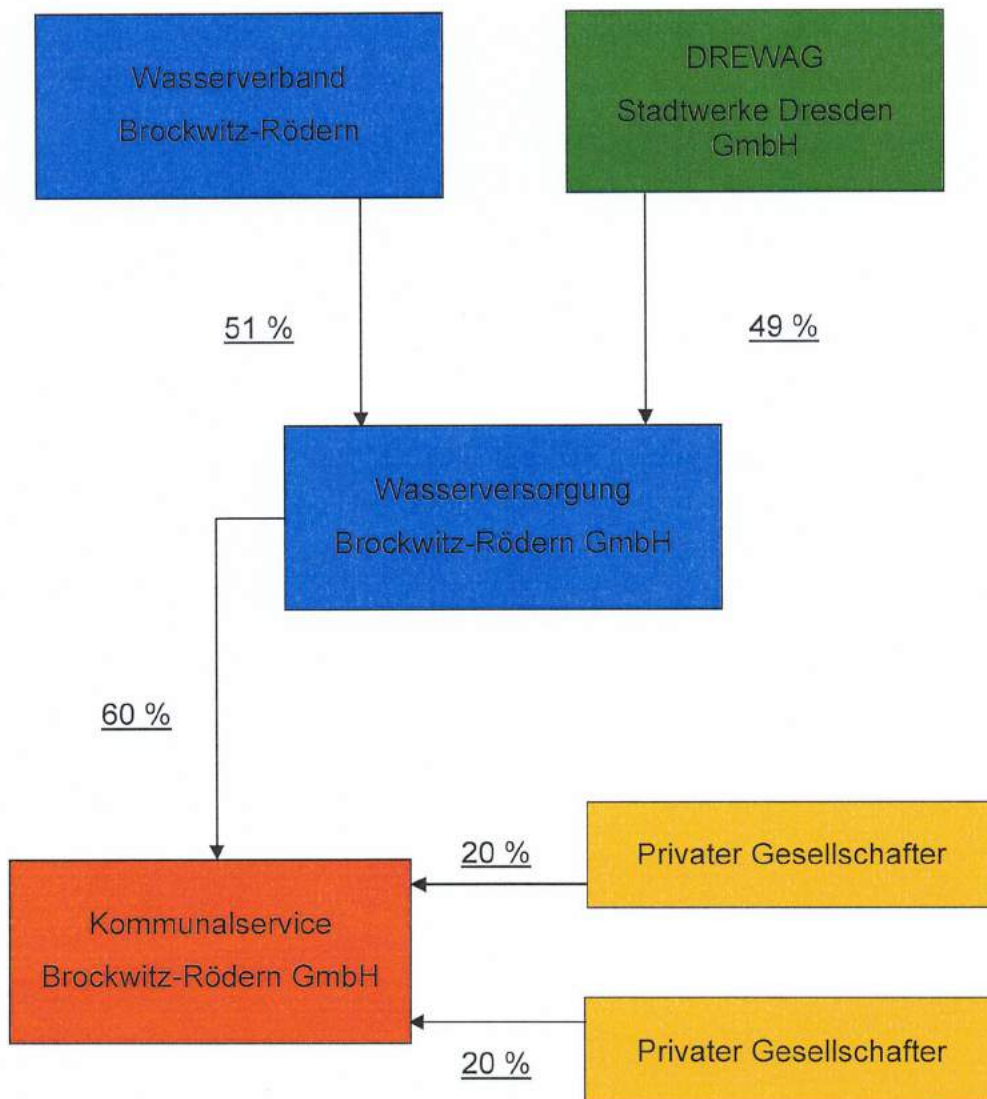 Wasserverband
Brockwitz-Rödern
DREWAG
Stadtwerke Dresden
GmbH
51 %
49 %
Wasserversorgung
Brockwitz-Rödern GmbH
60 %
20 %
Privater Gesellschafter
Kommunalservice
Brockwitz-Rödern GmbH
20 %
Privater Gesellschafter